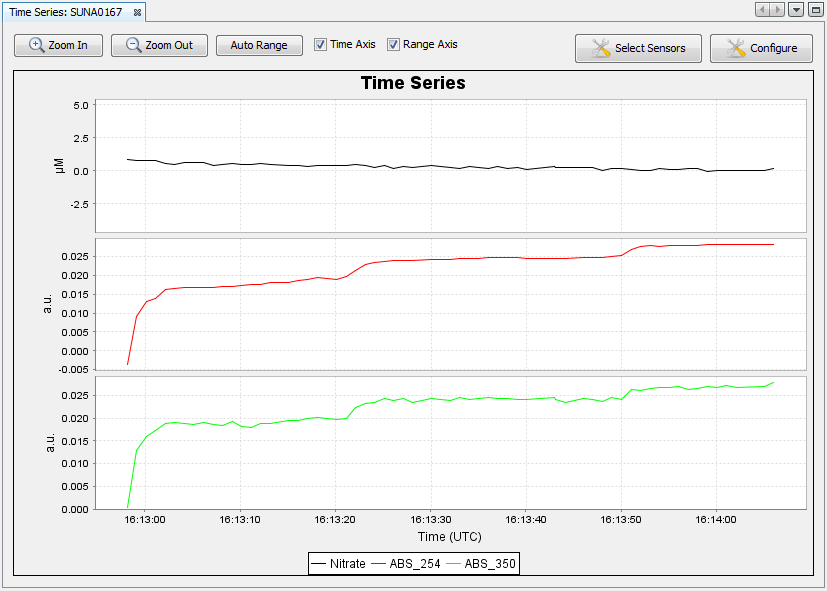 Time Series: SUNA0167
Zoom In Zoom Out Auto Range Time Axis Range Axis Select Sensors Configure
Time Series
5.0
2.5
0.0
-2.5
µM
0.025
0.020
0.015
0.010
0.005
0.000
-0.005
a.u.
0.025
0.020
0.015
0.010
0.005
0.000
a.u.
16:13:00 16:13:10 16:13:20 16:13:30 16:13:40 16:13:50 16:14:00
Time (UTC)
Nitrate ABS_254 ABS_350